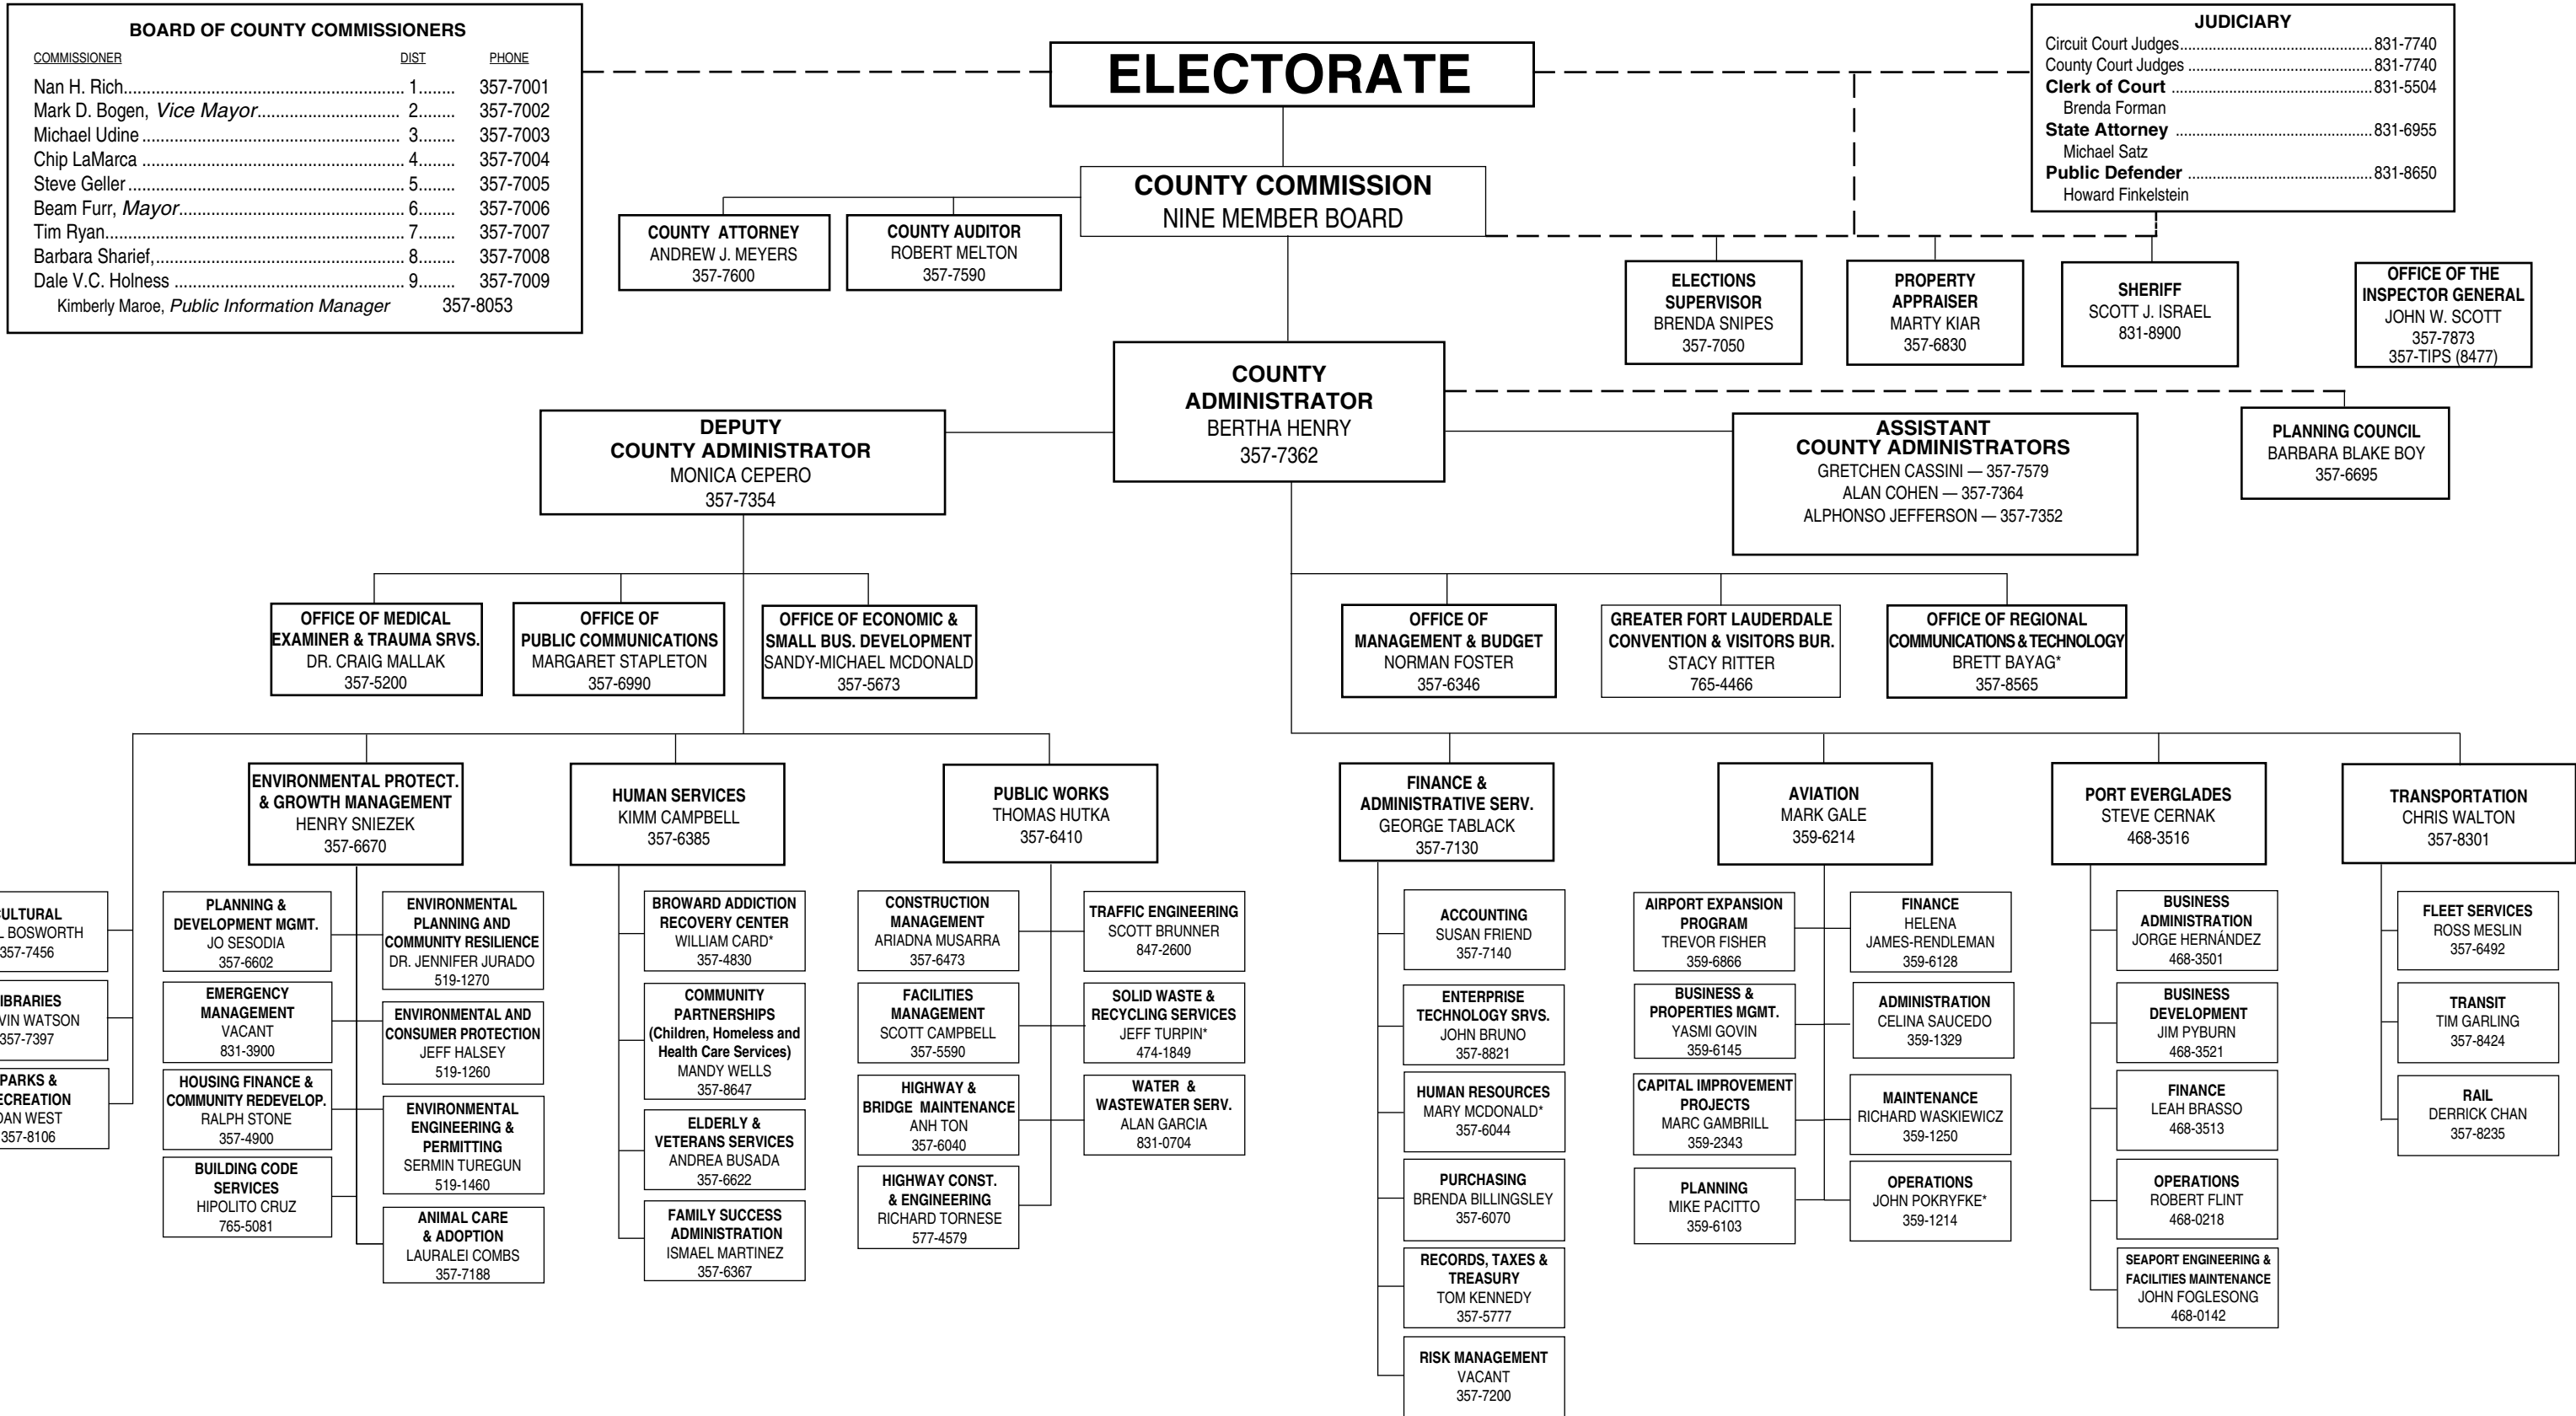 BOARD OF COUNTY COMMISSIONERS
COMMISSIONER DIST PHONE
Nan H. Rich 1 357-7001
Mark D. Bogen, Vice Mayor 2 357-7002
Michael Udine 3 357-7003
Chip LaMarca 4 357-7004
Steve Geller 5 357-7005
Beam Furr, Mayor 6 357-7006
Tim Ryan 7 357-7007
Barbara Sharief, 8 357-7008
Dale V.C. Holness 9 357-7009
Kimberly Maroe, Public Information Manager 357-8053
ELECTORATE
JUDICIARY
Circuit Court Judges 831-7740
County Court Judges 831-7740
Clerk of Court 831-5504
Brenda Forman
State Attorney 831-6955
Michael Satz
Public Defender 831-8650
Howard Finkelstein
COUNTY COMMISSION
NINE MEMBER BOARD
COUNTY ATTORNEY
ANDREW J. MEYERS
357-7600
COUNTY AUDITOR
ROBERT MELTON
357-7590
ELECTIONS
SUPERVISOR
BRENDA SNIPES
357-7050
PROPERTY
APPRAISER
MARTY KIAR
357-6830
SHERIFF
SCOTT J. ISRAEL
831-8900
OFFICE OF THE
INSPECTOR GENERAL
JOHN W. SCOTT
357-7873
357-TIPS (8477)
COUNTY
ADMINISTRATOR
BERTHA HENRY
357-7362
DEPUTY
COUNTY ADMINISTRATOR
MONICA CEPERO
357-7354
ASSISTANT
COUNTY ADMINISTRATORS
GRETCHEN CASSINI — 357-7579
ALAN COHEN — 357-7364
ALPHONSO JEFFERSON — 357-7352
PLANNING COUNCIL
BARBARA BLAKE BOY
357-6695
OFFICE OF MEDICAL
EXAMINER & TRAUMA SRVS.
DR. CRAIG MALLAK
357-5200
OFFICE OF
PUBLIC COMMUNICATIONS
MARGARET STAPLETON
357-6990
OFFICE OF ECONOMIC &
SMALL BUS. DEVELOPMENT
SANDY-MICHAEL MCDONALD
357-5673
OFFICE OF
MANAGEMENT & BUDGET
NORMAN FOSTER
357-6346
GREATER FORT LAUDERDALE
CONVENTION & VISITORS BUR.
STACY RITTER
765-4466
OFFICE OF REGIONAL
COMMUNICATIONS & TECHNOLOGY
BRETT BAYAG*
357-8565
ENVIRONMENTAL PROTECT.
& GROWTH MANAGEMENT
HENRY SNIEZEK
357-6670
HUMAN SERVICES
KIMM CAMPBELL
357-6385
PUBLIC WORKS
THOMAS HUTKA
357-6410
FINANCE &
ADMINISTRATIVE SERV.
GEORGE TABLACK
357-7130
AVIATION
MARK GALE
359-6214
PORT EVERGLADES
STEVE CERNAK
468-3516
TRANSPORTATION
CHRIS WALTON
357-8301
ULTURAL
L BOSWORTH
357-7456
IBRARIES
VIN WATSON
357-7397
PARKS &
ECREATION
DAN WEST
357-8106
PLANNING &
DEVELOPMENT MGMT.
JO SESODIA
357-6602
EMERGENCY
MANAGEMENT
VACANT
831-3900
HOUSING FINANCE &
COMMUNITY REDEVELOP.
RALPH STONE
357-4900
BUILDING CODE
SERVICES
HIPOLITO CRUZ
765-5081
ENVIRONMENTAL
PLANNING AND
COMMUNITY RESILIENCE
DR. JENNIFER JURADO
519-1270
ENVIRONMENTAL AND
CONSUMER PROTECTION
JEFF HALSEY
519-1260
ENVIRONMENTAL
ENGINEERING &
PERMITTING
SERMIN TUREGUN
519-1460
ANIMAL CARE
& ADOPTION
LAURALEI COMBS
357-7188
BROWARD ADDICTION
RECOVERY CENTER
WILLIAM CARD*
357-4830
COMMUNITY
PARTNERSHIPS
(Children, Homeless and
Health Care Services)
MANDY WELLS
357-8647
ELDERLY &
VETERANS SERVICES
ANDREA BUSADA
357-6622
FAMILY SUCCESS
ADMINISTRATION
ISMAEL MARTINEZ
357-6367
CONSTRUCTION
MANAGEMENT
ARIADNA MUSARRA
357-6473
FACILITIES
MANAGEMENT
SCOTT CAMPBELL
357-5590
HIGHWAY &
BRIDGE MAINTENANCE
ANH TON
357-6040
HIGHWAY CONST.
& ENGINEERING
RICHARD TORNESE
577-4579
TRAFFIC ENGINEERING
SCOTT BRUNNER
847-2600
SOLID WASTE &
RECYCLING SERVICES
JEFF TURPIN*
474-1849
WATER &
WASTEWATER SERV.
ALAN GARCIA
831-0704
ACCOUNTING
SUSAN FRIEND
357-7140
ENTERPRISE
TECHNOLOGY SRVS.
JOHN BRUNO
357-8821
HUMAN RESOURCES
MARY MCDONALD*
357-6044
PURCHASING
BRENDA BILLINGSLEY
357-6070
RECORDS, TAXES &
TREASURY
TOM KENNEDY
357-5777
RISK MANAGEMENT
VACANT
357-7200
AIRPORT EXPANSION
PROGRAM
TREVOR FISHER
359-6866
BUSINESS &
PROPERTIES MGMT.
YASMI GOVIN
359-6145
CAPITAL IMPROVEMENT
PROJECTS
MARC GAMBRILL
359-2343
PLANNING
MIKE PACITTO
359-6103
FINANCE
HELENA
JAMES-RENDLEMAN
359-6128
ADMINISTRATION
CELINA SAUCEDO
359-1329
MAINTENANCE
RICHARD WASKIEWICZ
359-1250
OPERATIONS
JOHN POKRYFKE*
359-1214
BUSINESS
ADMINISTRATION
JORGE HERNÁNDEZ
468-3501
BUSINESS
DEVELOPMENT
JIM PYBURN
468-3521
FINANCE
LEAH BRASSO
468-3513
OPERATIONS
ROBERT FLINT
468-0218
SEAPORT ENGINEERING &
FACILITIES MAINTENANCE
JOHN FOGLESONG
468-0142
FLEET SERVICES
ROSS MESLIN
357-6492
TRANSIT
TIM GARLING
357-8424
RAIL
DERRICK CHAN
357-8235